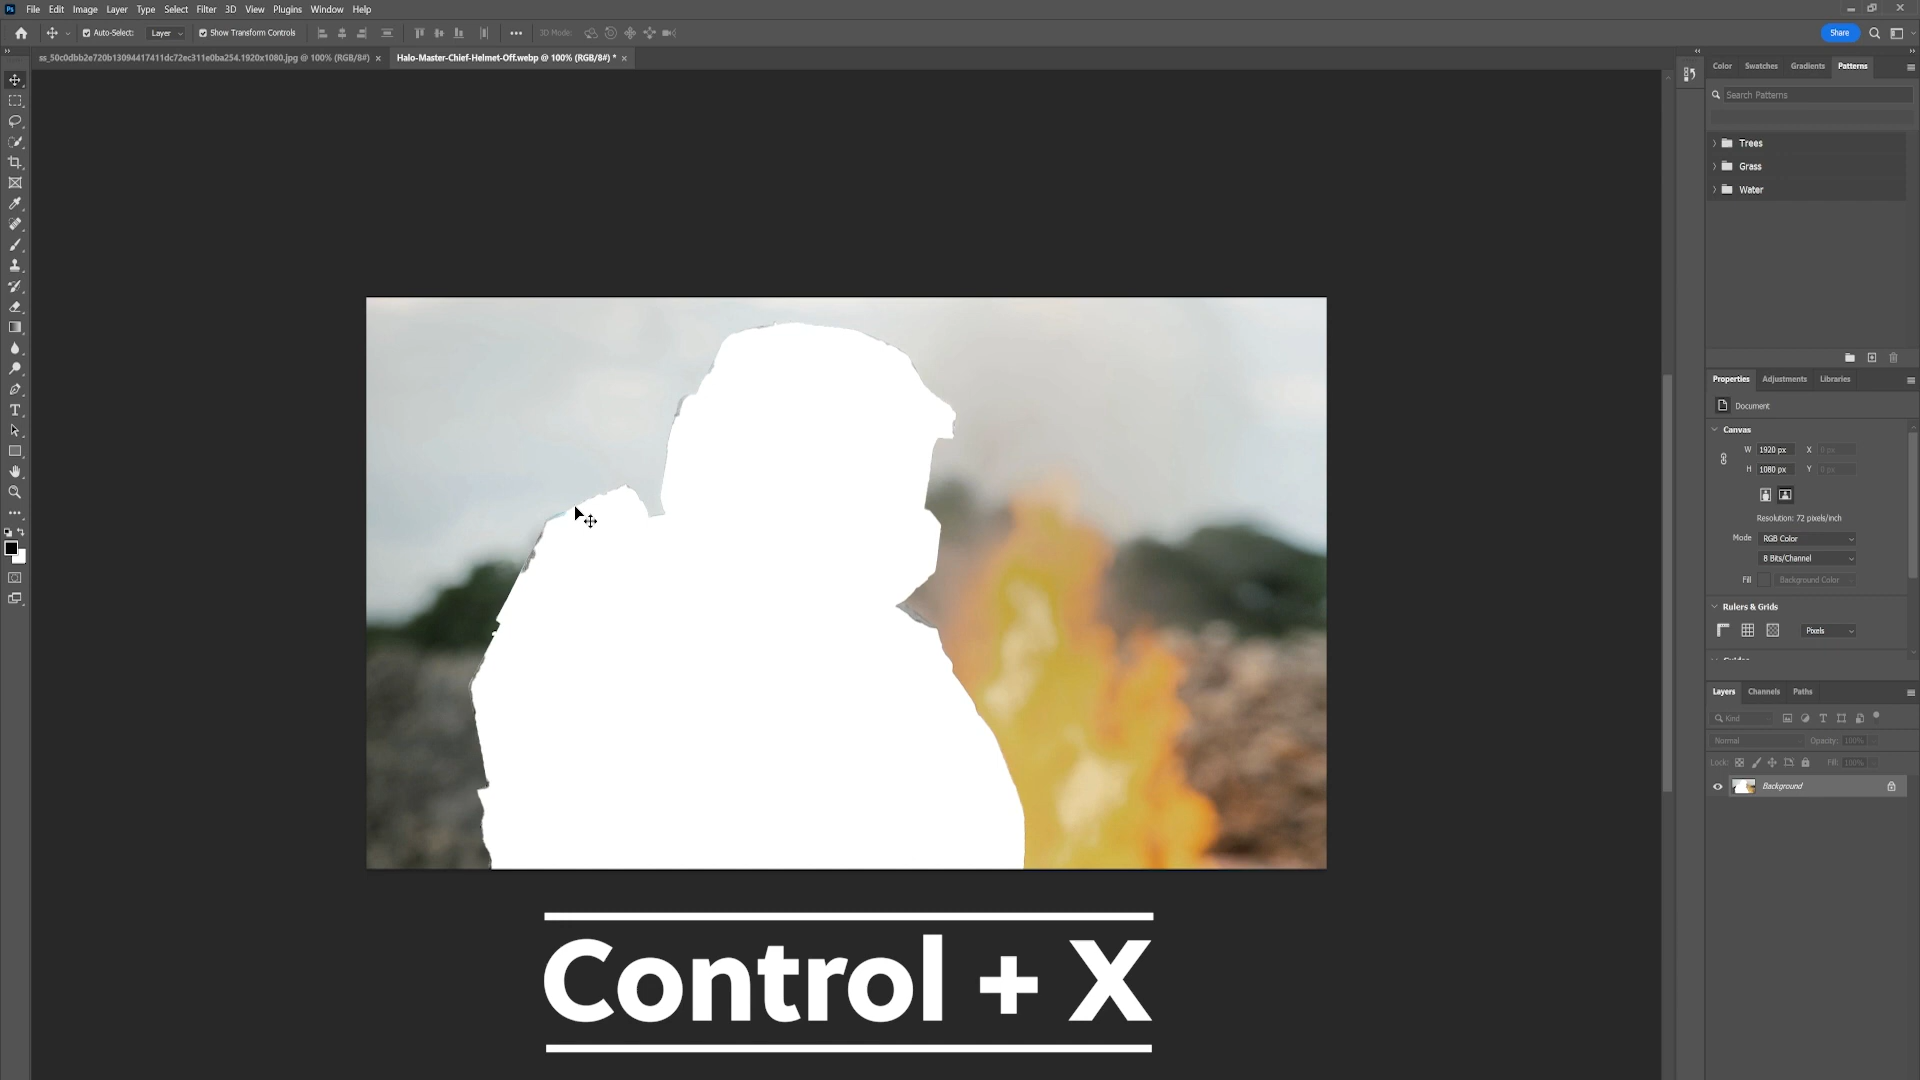 Ps File Edit Image Layer Type Select Filter 3D View Plugins Window Help
Auto-Select: Layer Show Transform Controls 3D Mode: Share
ss_50c0dbb2e720b13094417411dc72ec311e0ba254.1920x1080.jpg @ 100% (RGB/8#) × Halo-Master-Chief-Helmet-Off.webp @ 100% (RGB/8#) * ×
Color Swatches Gradients Patterns
Search Patterns
Trees
Grass
Water
Properties Adjustments Libraries
Document
Canvas
W 1920 px X 0 px
H 1080 px Y 0 px
Resolution: 72 pixels/inch
Mode RGB Color
8 Bits/Channel
Fill Background Color
Rulers & Grids
Pixels
Layers Channels Paths
Kind
Normal Opacity: 100%
Lock: Fill: 100%
Background
Control + X